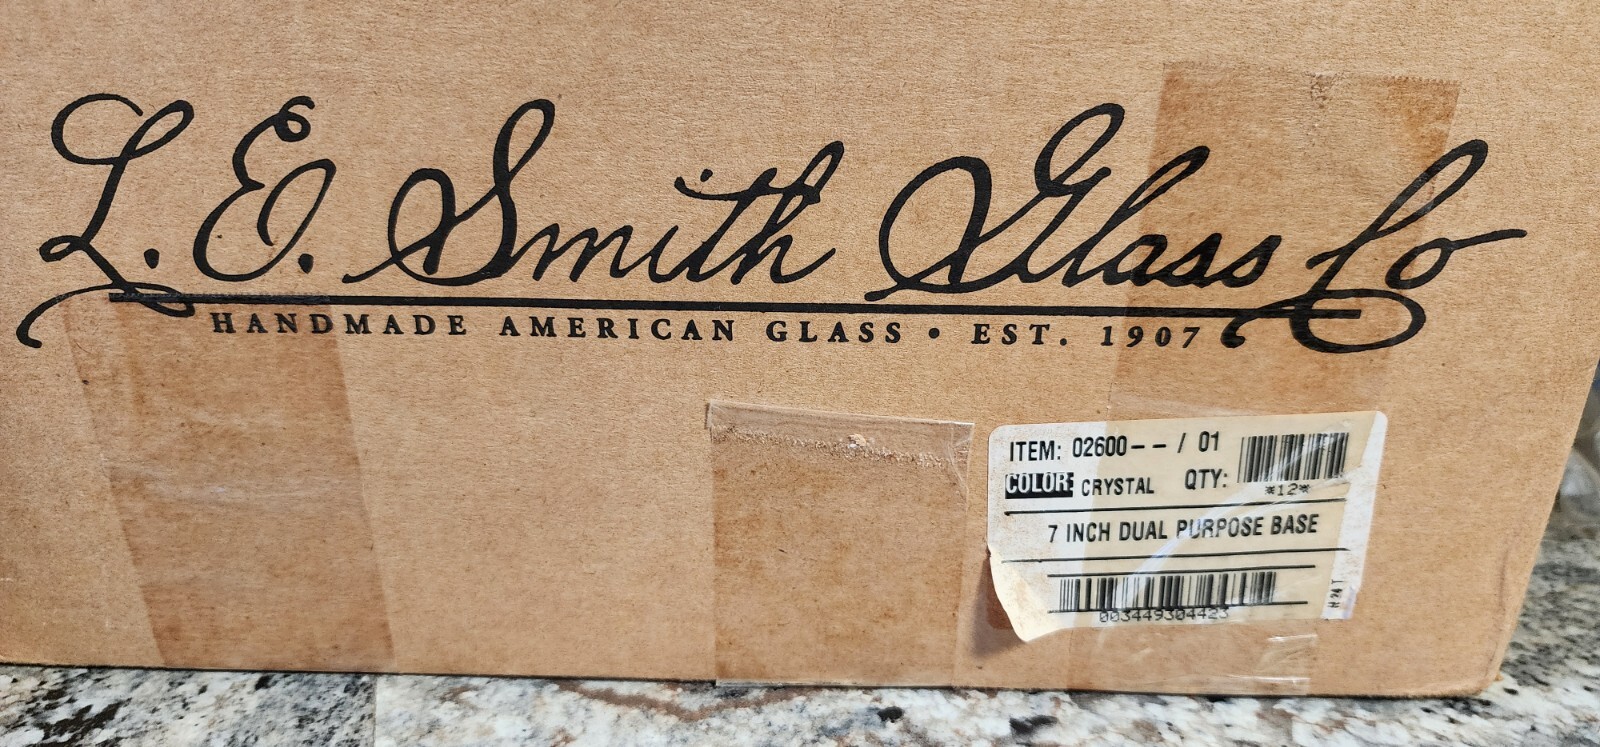 L. E. Smith Glass Co
HANDMADE AMERICAN GLASS • EST. 1907
ITEM: 02600-- / 01
COLOR: CRYSTAL QTY:
*12*
7 INCH DUAL PURPOSE BASE
003449304423